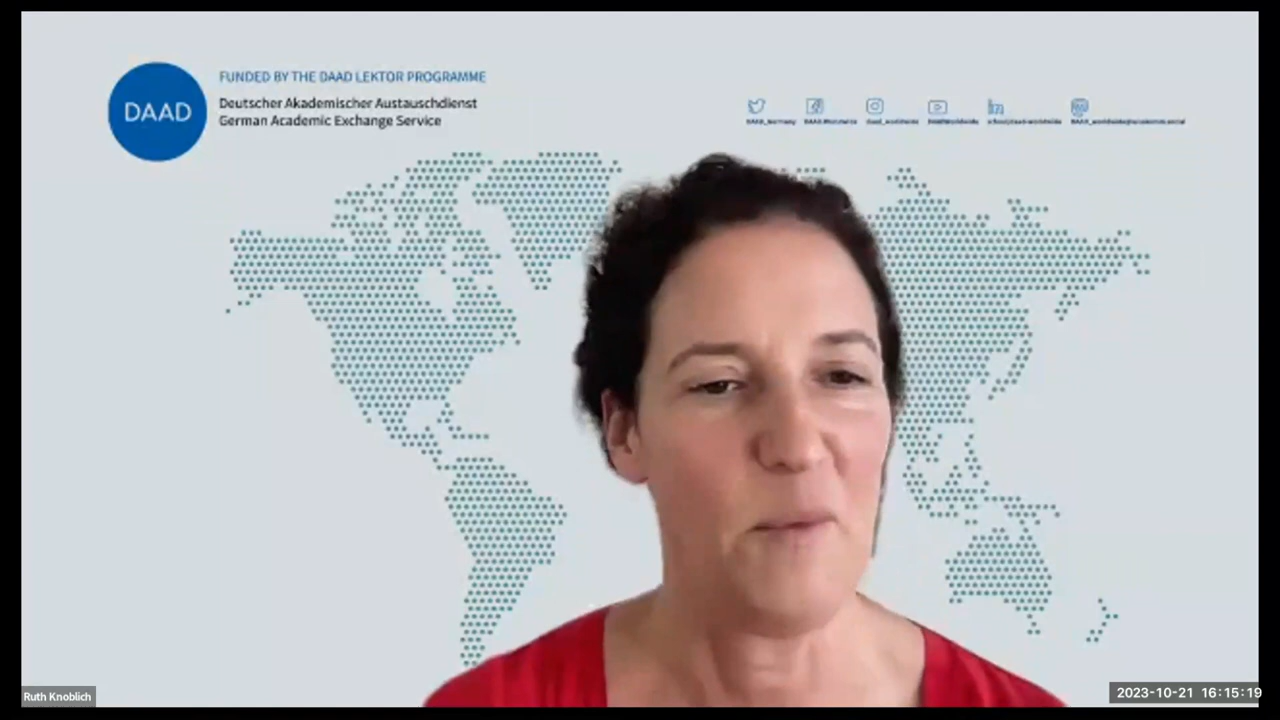 DAAD
FUNDED BY THE DAAD LEKTOR PROGRAMME
Deutscher Akademischer Austauschdienst
German Academic Exchange Service
DAAD_Germany
Ruth Knoblich
2023-10-21 16:15:19